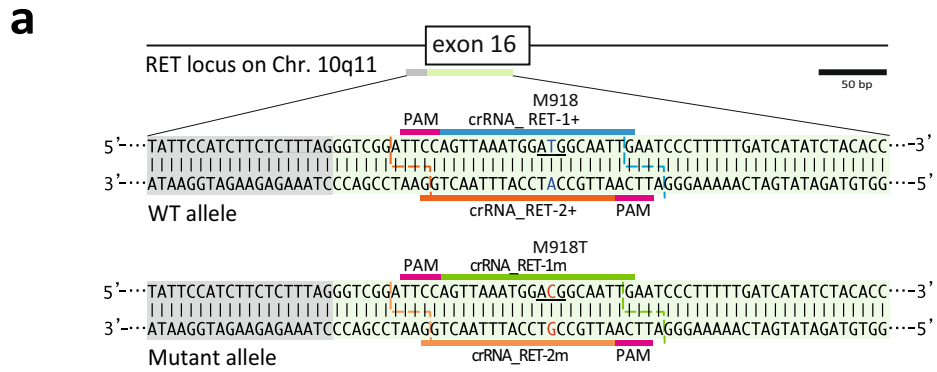 a
exon 16
RET locus on Chr. 10q11
50 bp
M918
PAM crRNA_RET-1+
5'-···TATTCCATCTTCTCTTTAGGGTCGGATTCCAGTTAAATGGATGGCAATTGAATCCCTTTTTGATCATATCTACACC···-3'
3'-···ATAAGGTAGAAGAGAAATCCCAGCCTAAGGTCAATTTACCTACCGTTAACTTAGGGAAAAACTAGTATAGATGTGG···-5'
WT allele
crRNA_RET-2+ PAM
M918T
PAM crRNA_RET-1m
5'-···TATTCCATCTTCTCTTTAGGGTCGGATTCCAGTTAAATGGACGGCAATTGAATCCCTTTTTGATCATATCTACACC···-3'
3'-···ATAAGGTAGAAGAGAAATCCCAGCCTAAGGTCAATTTACCTGCCGTTAACTTAGGGAAAAACTAGTATAGATGTGG···-5'
Mutant allele
crRNA_RET-2m PAM